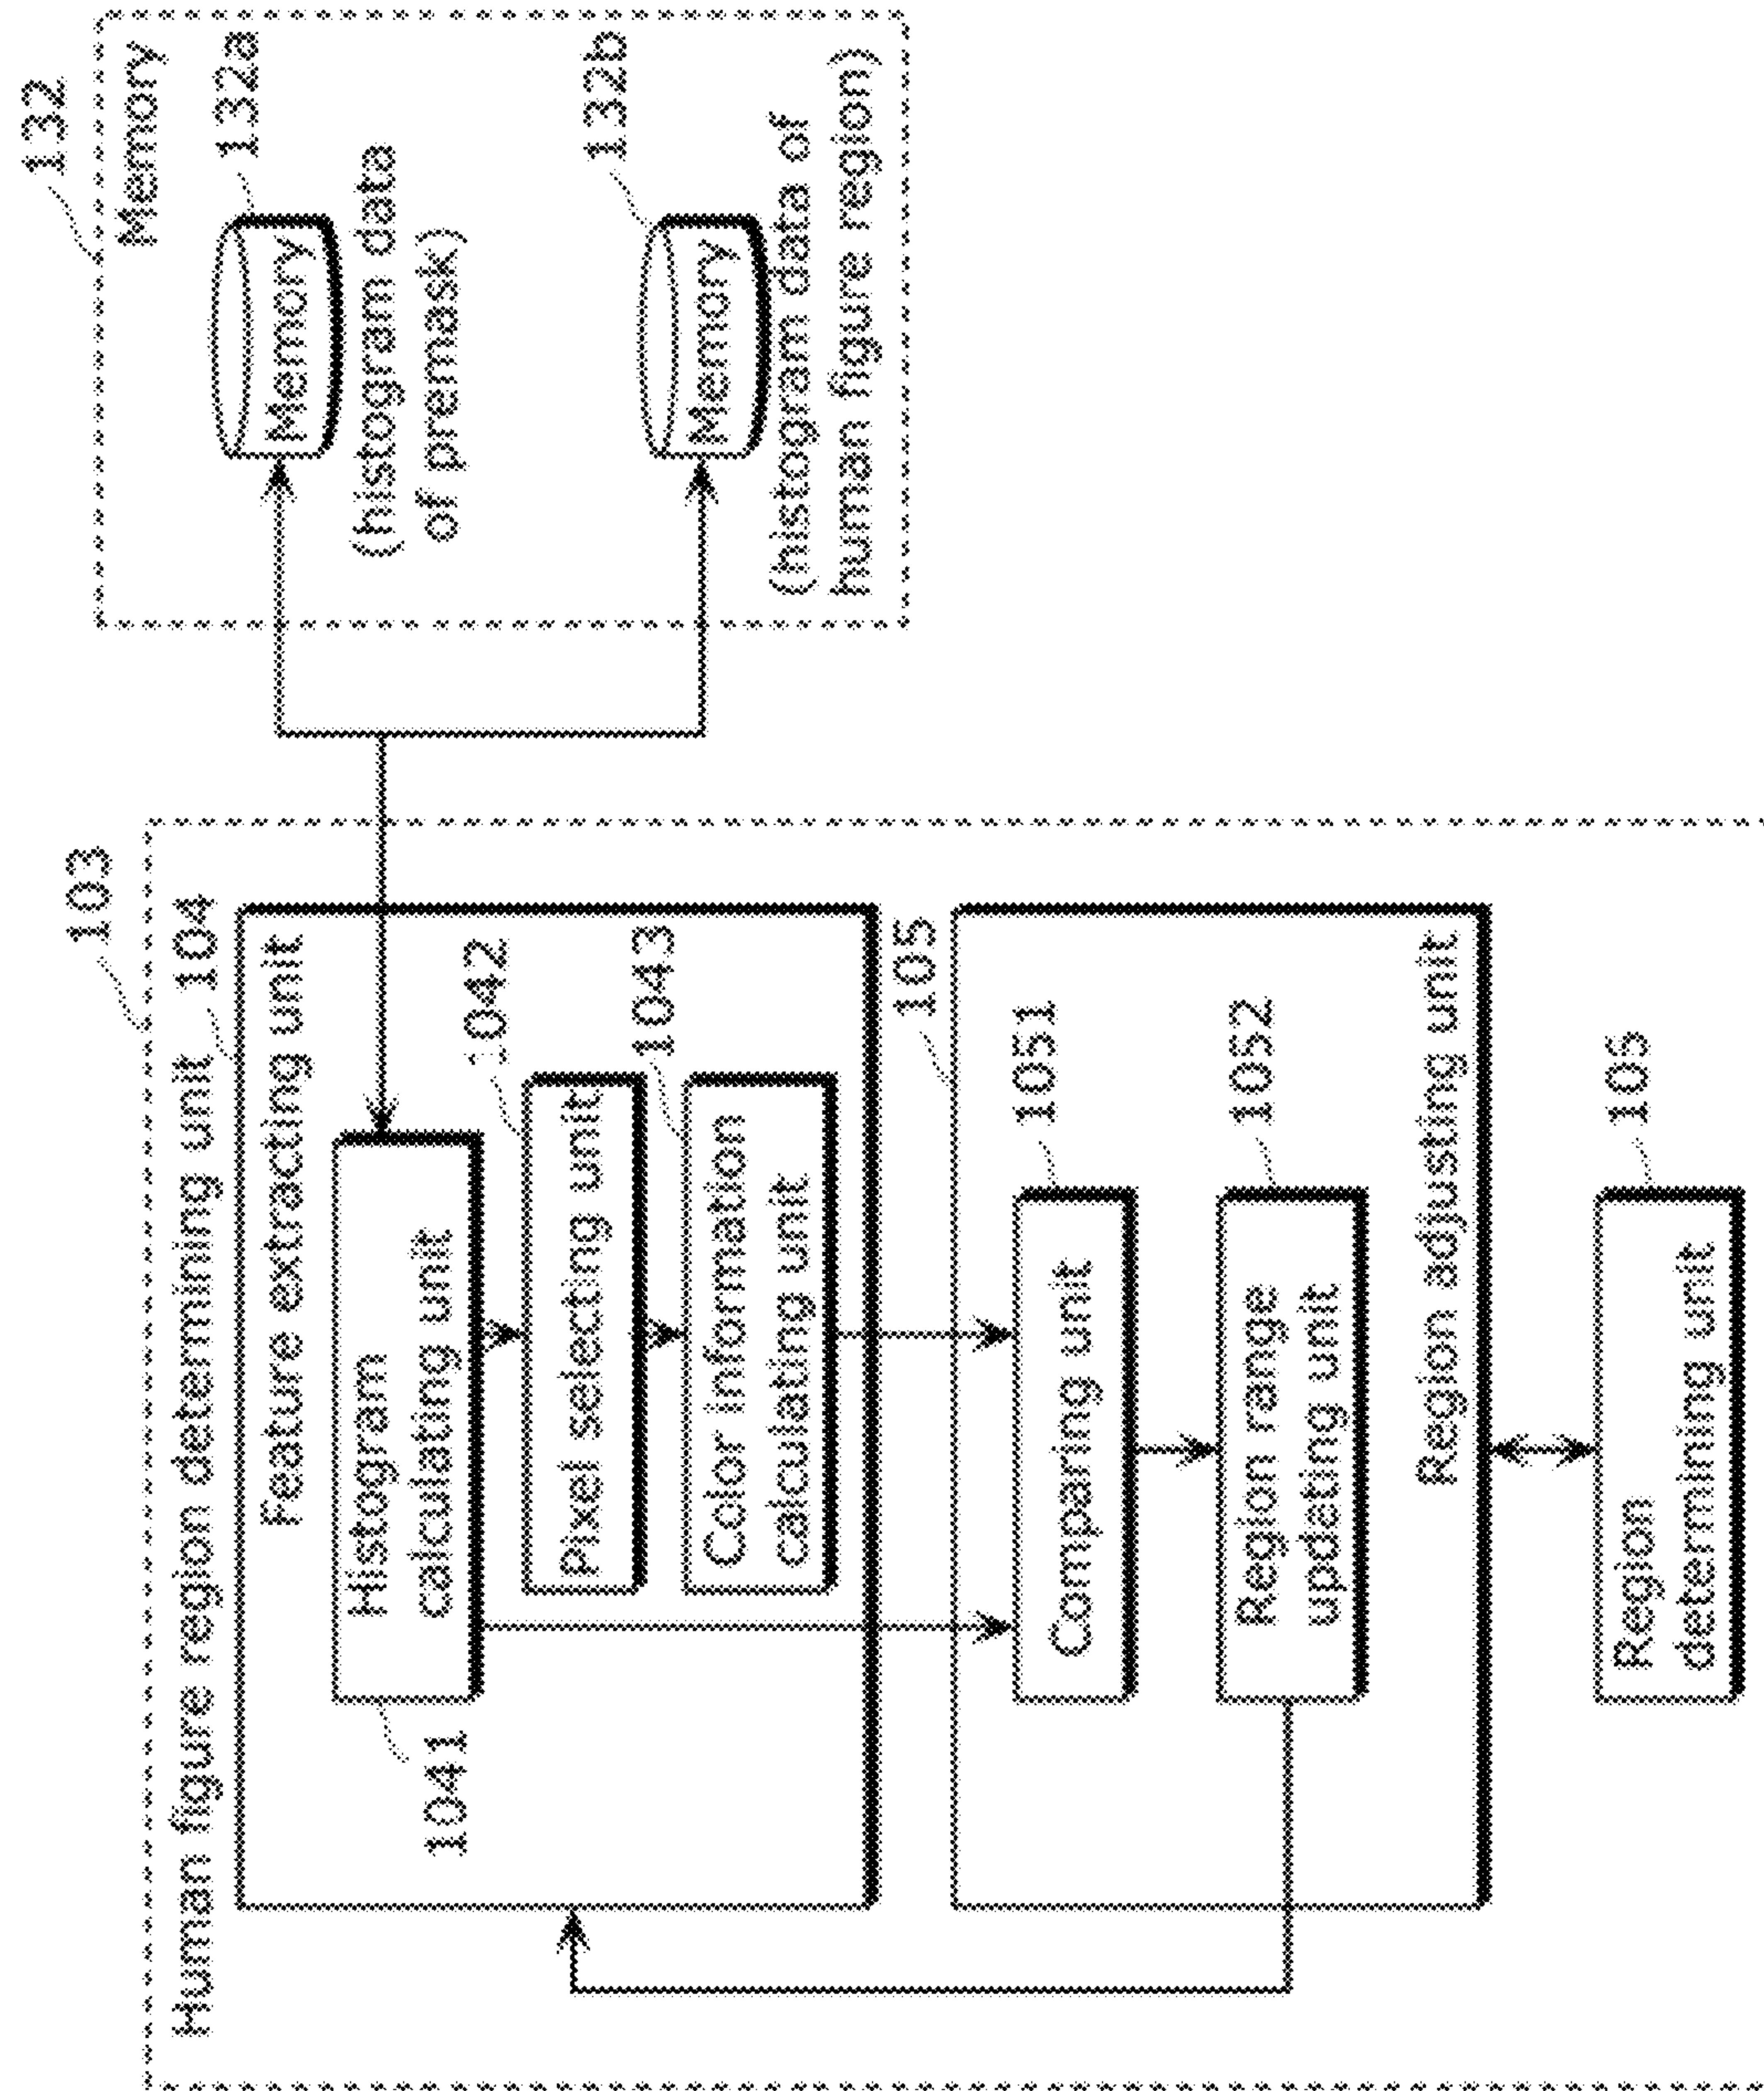 103
Human figure region determining unit
104
Feature extracting unit
Histogram
calculating unit
1041
1042
Pixel selecting unit
1043
Color information
calculating unit
105
1051
Comparing unit
1052
Region range
updating unit
Region adjusting unit
105
Region
determining unit
132
Memory
132a
Memory
(histogram data
of premask)
132b
Memory
(histogram data of
human figure region)